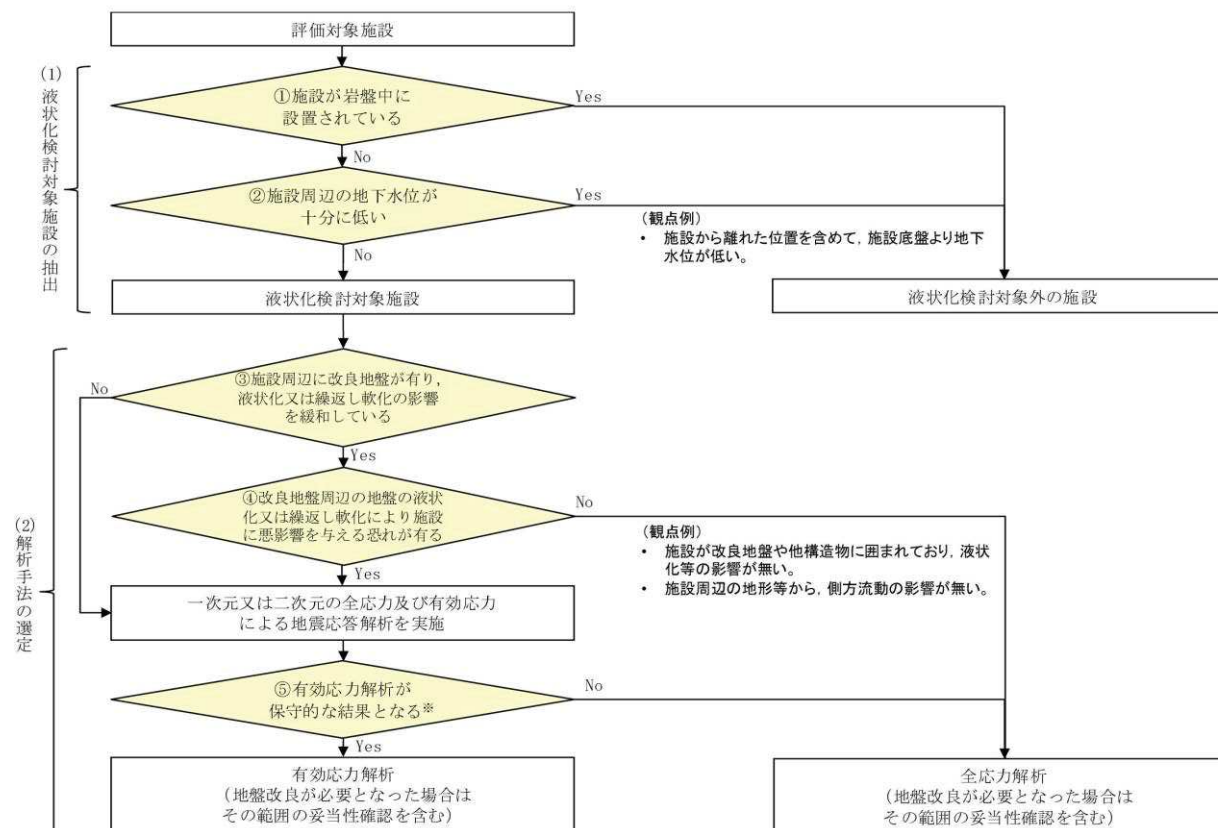 評価対象施設
(1)
液状化検討対象施設の抽出
①施設が岩盤中に
設置されている
Yes
No
②施設周辺の地下水位が
十分に低い
Yes
(観点例)
• 施設から離れた位置を含めて,施設底盤より地下
水位が低い。
No
液状化検討対象施設
液状化検討対象外の施設
(2)
解析手法の選定
③施設周辺に改良地盤が有り,
液状化又は繰返し軟化の影響
を緩和している
No
Yes
④改良地盤周辺の地盤の液状
化又は繰返し軟化により施設
に悪影響を与える恐れが有る
No
(観点例)
• 施設が改良地盤や他構造物に囲まれており,液状
化等の影響が無い。
• 施設周辺の地形等から,側方流動の影響が無い。
Yes
一次元又は二次元の全応力及び有効応力
による地震応答解析を実施
⑤有効応力解析が
保守的な結果となる※
No
Yes
有効応力解析
(地盤改良が必要となった場合は
その範囲の妥当性確認を含む)
全応力解析
(地盤改良が必要となった場合は
その範囲の妥当性確認を含む)